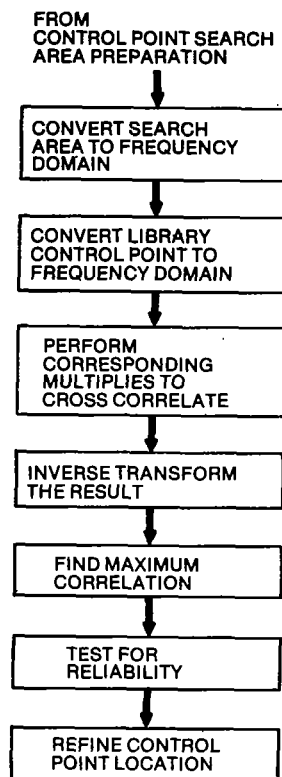 FROM
CONTROL POINT SEARCH
AREA PREPARATION
CONVERT SEARCH
AREA TO FREQUENCY
DOMAIN
CONVERT LIBRARY
CONTROL POINT TO
FREQUENCY DOMAIN
PERFORM
CORRESPONDING
MULTIPLIES TO
CROSS CORRELATE
INVERSE TRANSFORM
THE RESULT
FIND MAXIMUM
CORRELATION
TEST FOR
RELIABILITY
REFINE CONTROL
POINT LOCATION